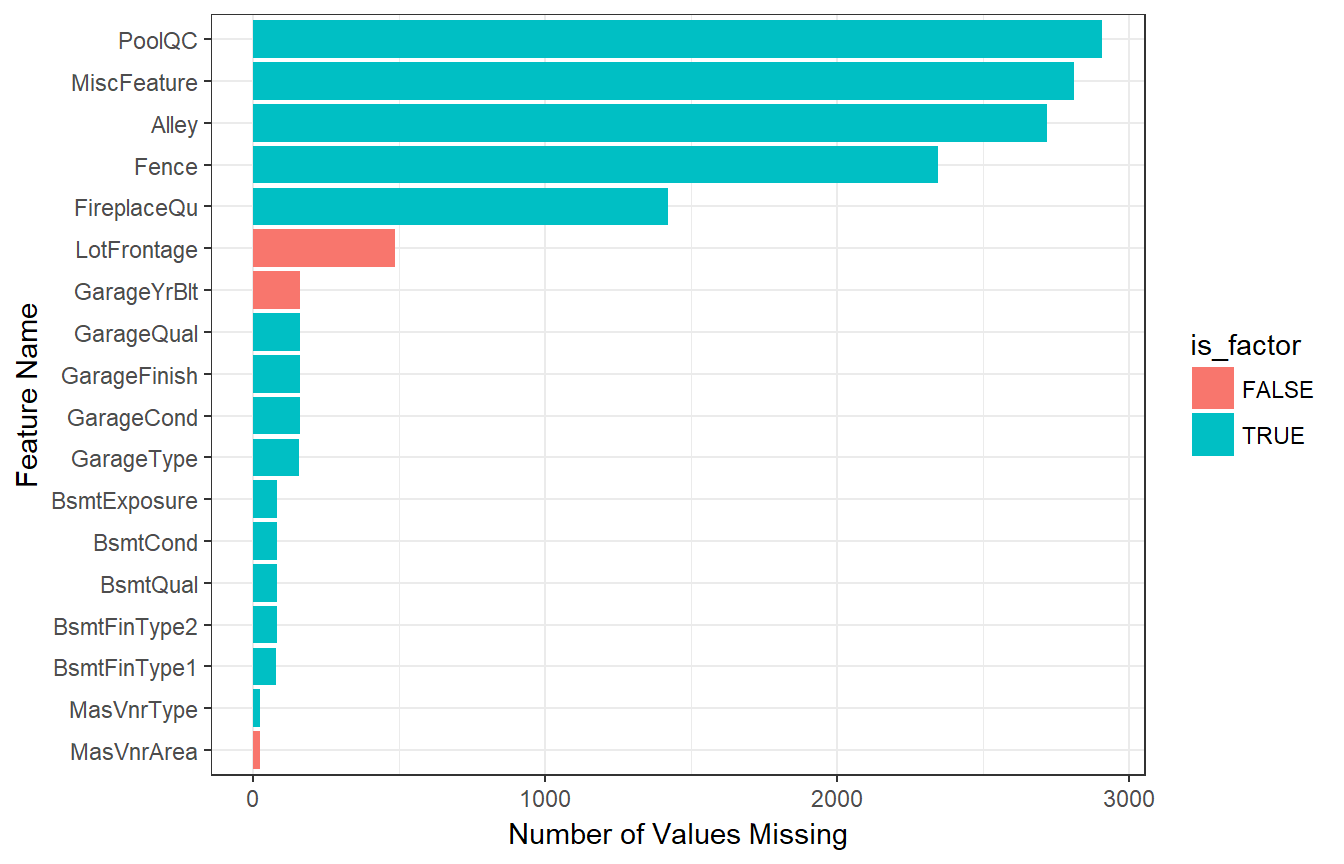 PoolQC
MiscFeature
Alley
Fence
FireplaceQu
LotFrontage
GarageYrBlt
GarageQual
GarageFinish
GarageCond
GarageType
BsmtExposure
BsmtCond
BsmtQual
BsmtFinType2
BsmtFinType1
MasVnrType
MasVnrArea
Feature Name
0 1000 2000 3000
Number of Values Missing
is_factor
FALSE
TRUE